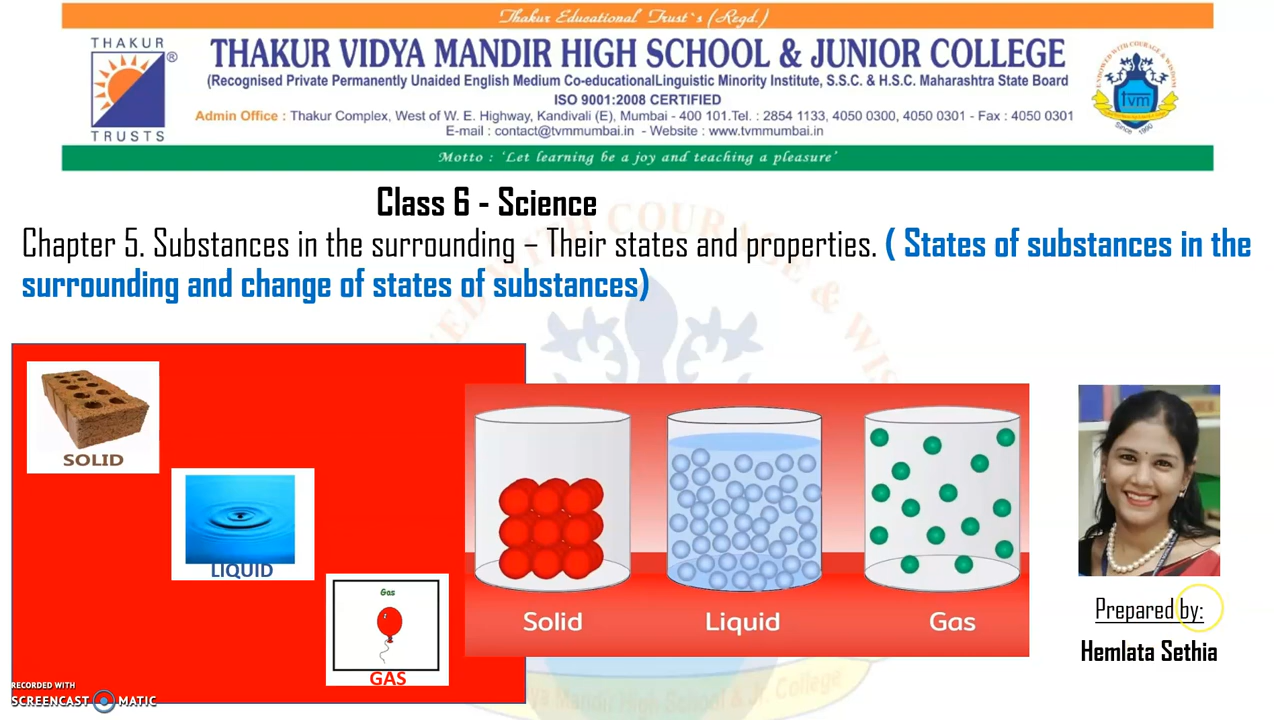 Thakur Educational Trust`s (Regd.)
THAKUR
TRUSTS
®
THAKUR VIDYA MANDIR HIGH SCHOOL & JUNIOR COLLEGE
(Recognised Private Permanently Unaided English Medium Co-educationalLinguistic Minority Institute, S.S.C. & H.S.C. Maharashtra State Board
ISO 9001:2008 CERTIFIED
Admin Office : Thakur Complex, West of W. E. Highway, Kandivali (E), Mumbai - 400 101.Tel. : 2854 1133, 4050 0300, 4050 0301 - Fax : 4050 0301
E-mail : contact@tvmmumbai.in - Website : www.tvmmumbai.in
tvm
Since 1990
Motto : 'Let learning be a joy and teaching a pleasure'
Class 6 - Science
Chapter 5. Substances in the surrounding – Their states and properties. ( States of substances in the
surrounding and change of states of substances)
SOLID
LIQUID
Gas
GAS
Solid
Liquid
Gas
Prepared by:
Hemlata Sethia
RECORDED WITH
SCREENCAST MATIC